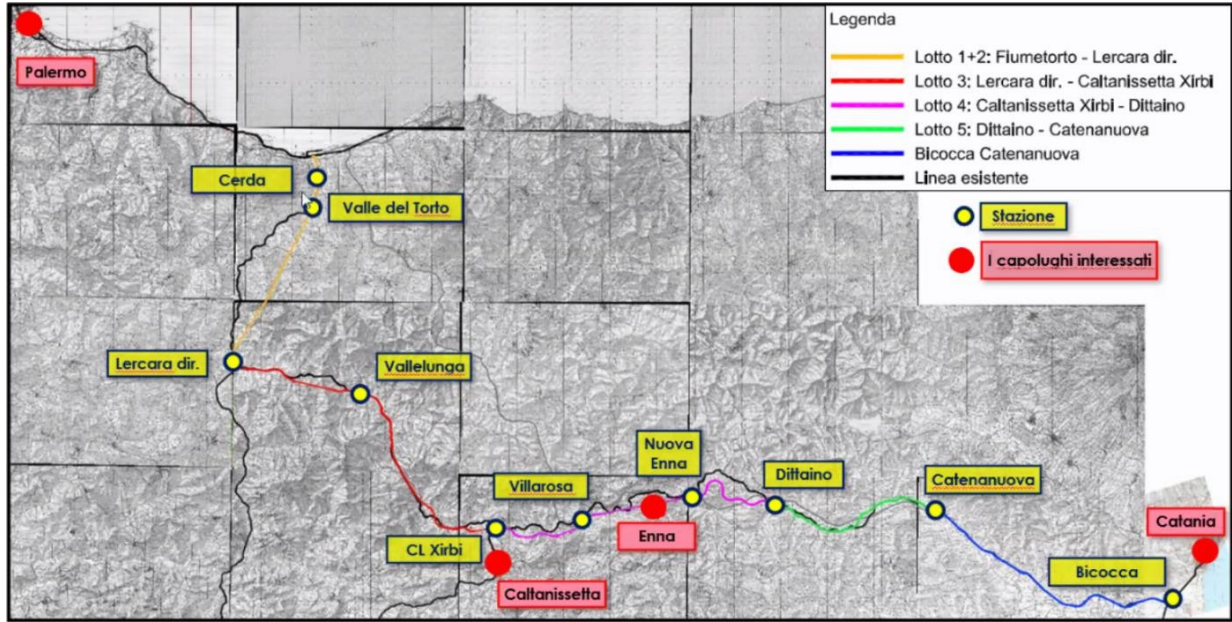 Palermo
Legenda
Lotto 1+2: Fiumetorto - Lercara dir.
Lotto 3: Lercara dir. - Caltanissetta Xirbi
Lotto 4: Caltanissetta Xirbi - Dittaino
Lotto 5: Dittaino - Catenanuova
Bicocca Catenanuova
Linea esistente
Stazione
I capolughi interessati
Cerda
Valle del Torto
Lercara dir.
Vallelunga
Nuova
Enna
Villarosa
Dittaino
Catenanuova
Catania
CL Xirbi
Enna
Caltanissetta
Bicocca